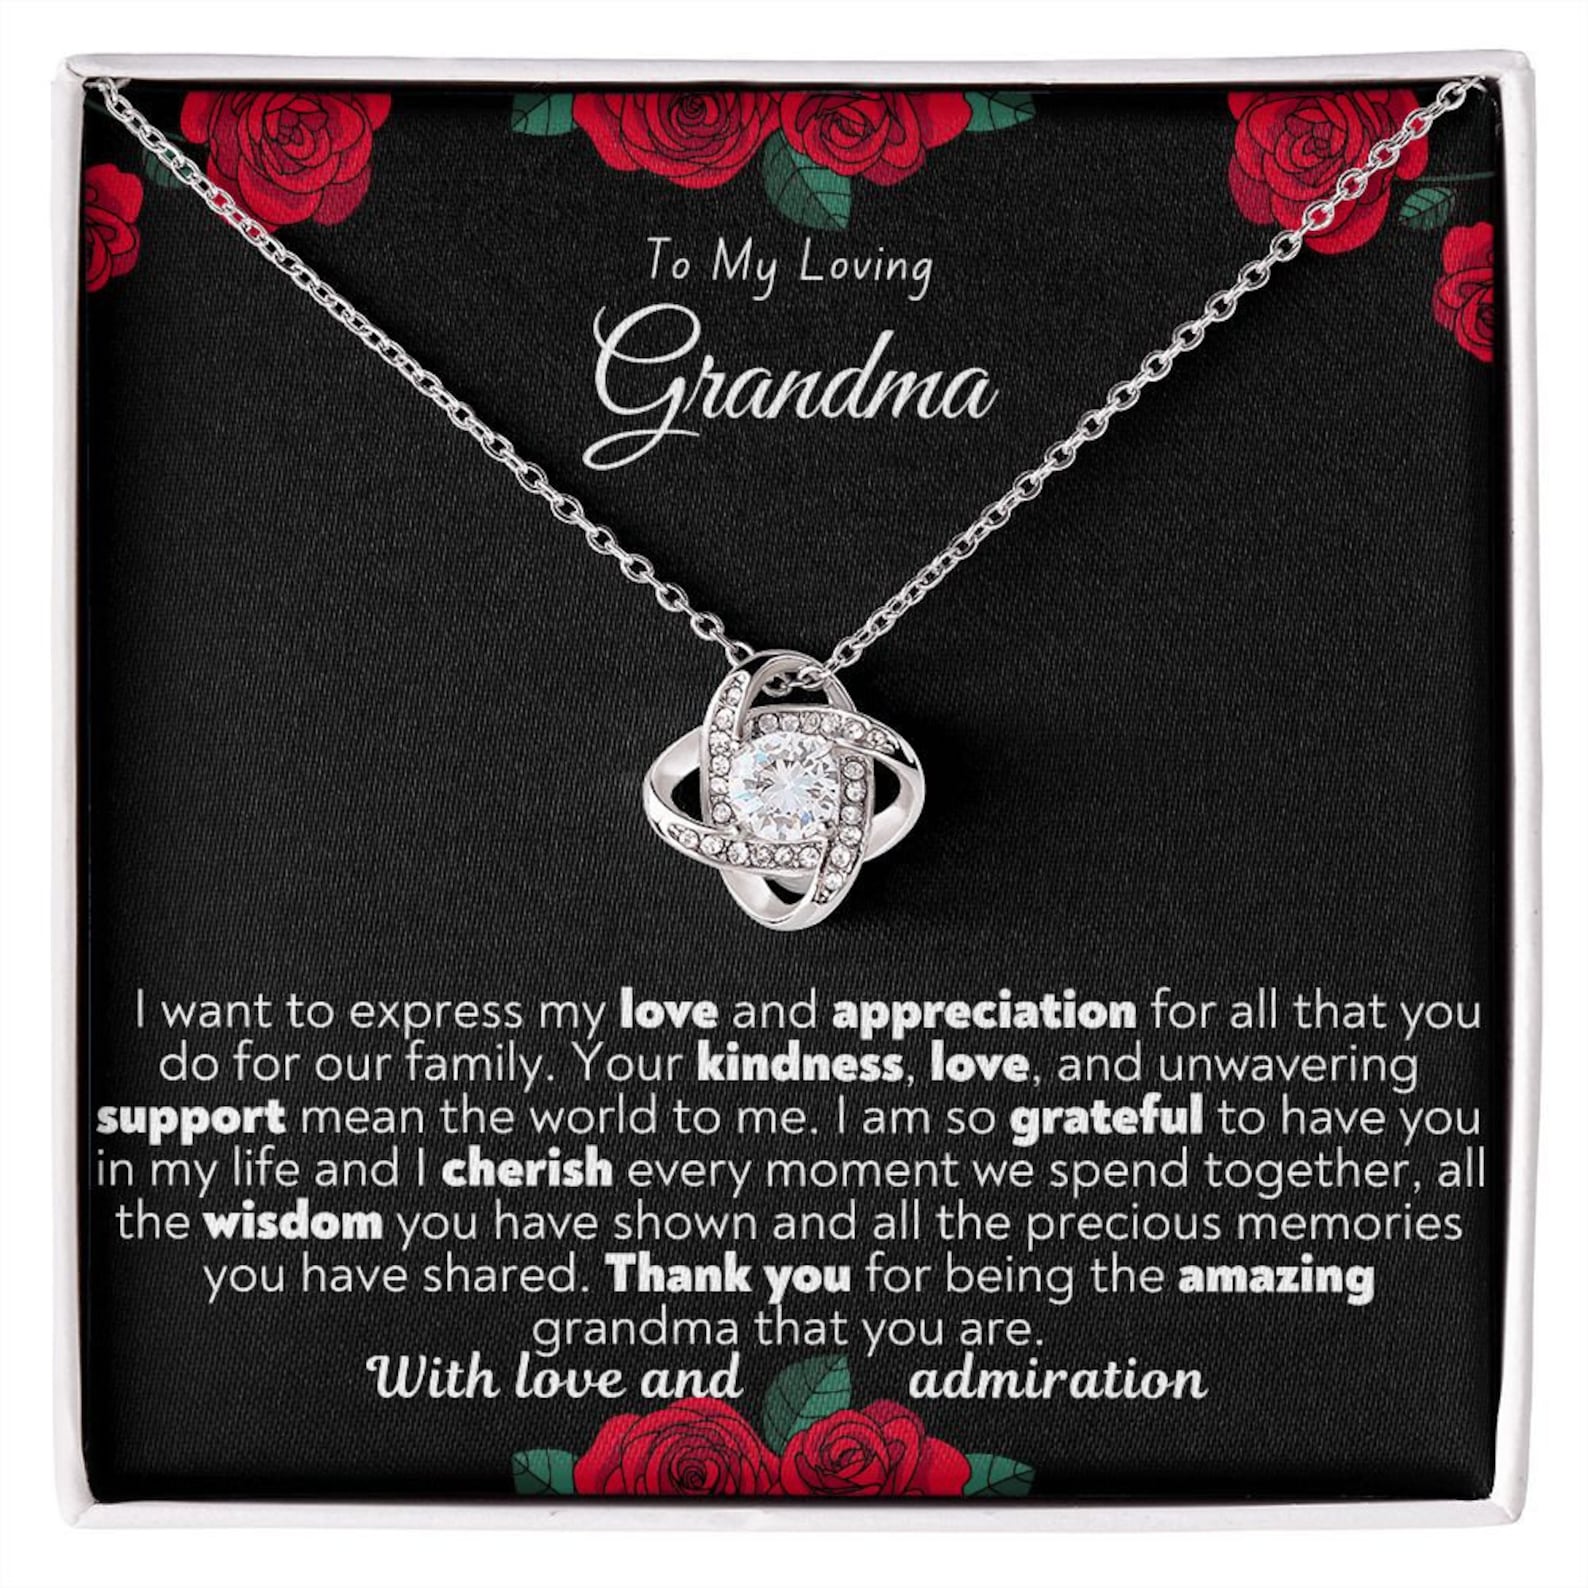 To My Loving
Grandma
I want to express my love and appreciation for all that you
do for our family. Your kindness, love, and unwavering
support mean the world to me. I am so grateful to have you
in my life and I cherish every moment we spend together, all
the wisdom you have shown and all the precious memories
you have shared. Thank you for being the amazing
grandma that you are.
With love and admiration